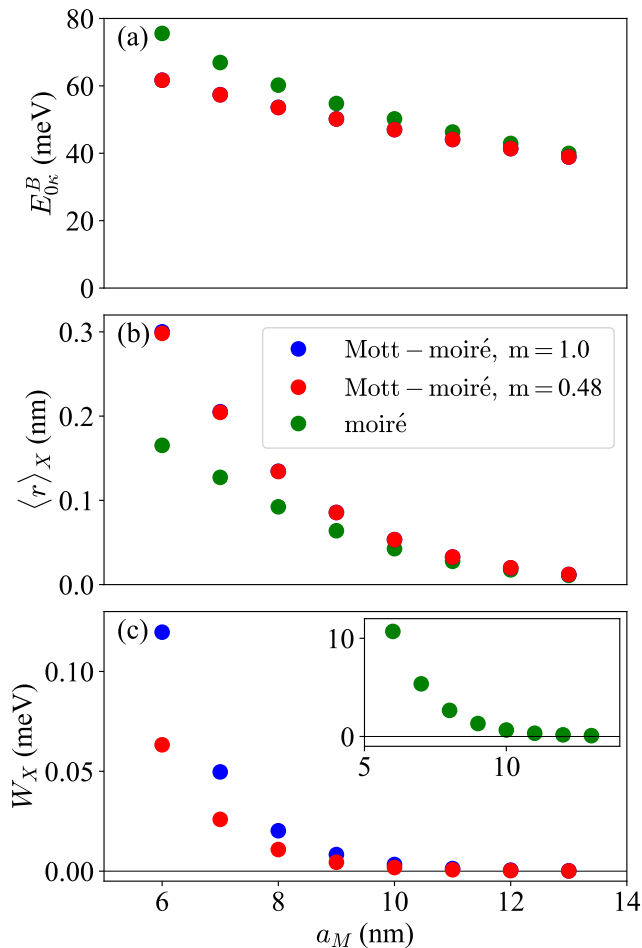 (a)
80
60
40
20
0
E^B_{0κ} (meV)
(b)
0.3
0.2
0.1
0.0
⟨r⟩_X (nm)
Mott − moiré, m = 1.0
Mott − moiré, m = 0.48
moiré
(c)
0.10
0.05
0.00
W_X (meV)
10
0
5
10
6
8
10
12
14
a_M (nm)